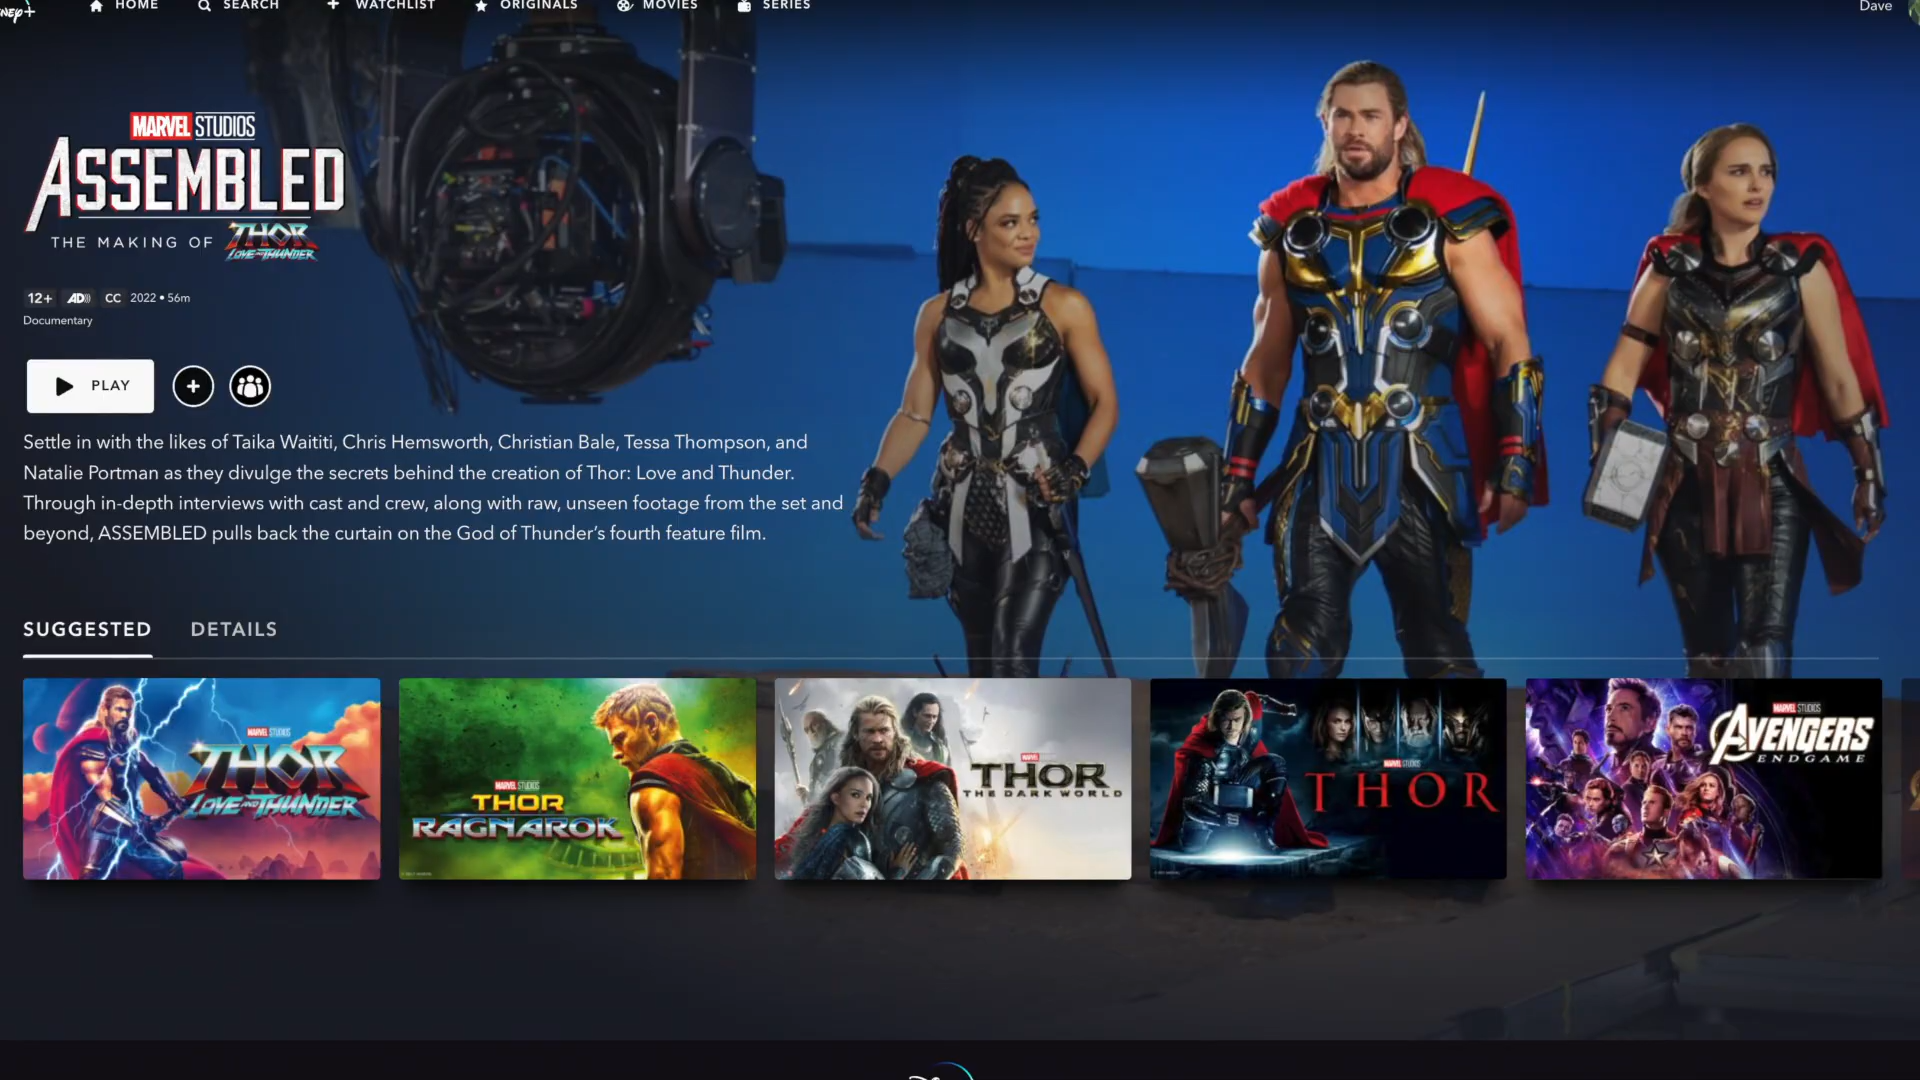 HOME
SEARCH
WATCHLIST
ORIGINALS
MOVIES
SERIES
Dave
MARVEL STUDIOS
ASSEMBLED
THE MAKING OF THOR LOVE AND THUNDER
12+ AD CC 2022 • 56m
Documentary
PLAY
Settle in with the likes of Taika Waititi, Chris Hemsworth, Christian Bale, Tessa Thompson, and
Natalie Portman as they divulge the secrets behind the creation of Thor: Love and Thunder.
Through in-depth interviews with cast and crew, along with raw, unseen footage from the set and
beyond, ASSEMBLED pulls back the curtain on the God of Thunder’s fourth feature film.
SUGGESTED
DETAILS
MARVEL STUDIOS
THOR
LOVE AND THUNDER
MARVEL STUDIOS
THOR
RAGNAROK
MARVEL
THOR
THE DARK WORLD
MARVEL STUDIOS
THOR
MARVEL STUDIOS
AVENGERS
ENDGAME